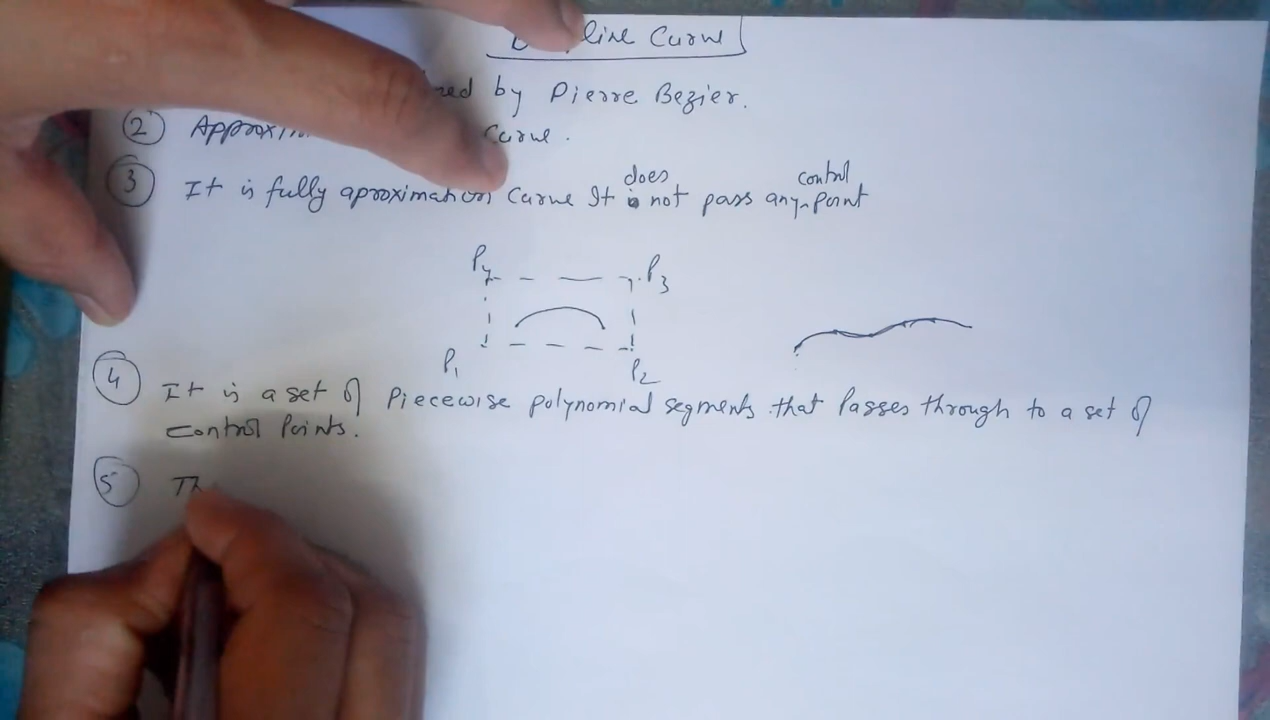 line Curve
by Pierre Bezier.
② Curve.
③ It is fully aproximation Curve It does not pass any control point
P4 P3
P1 P2
④ It is a set of Piecewise polynomial segments that Passes through to a set of
control Points.
⑤ Th